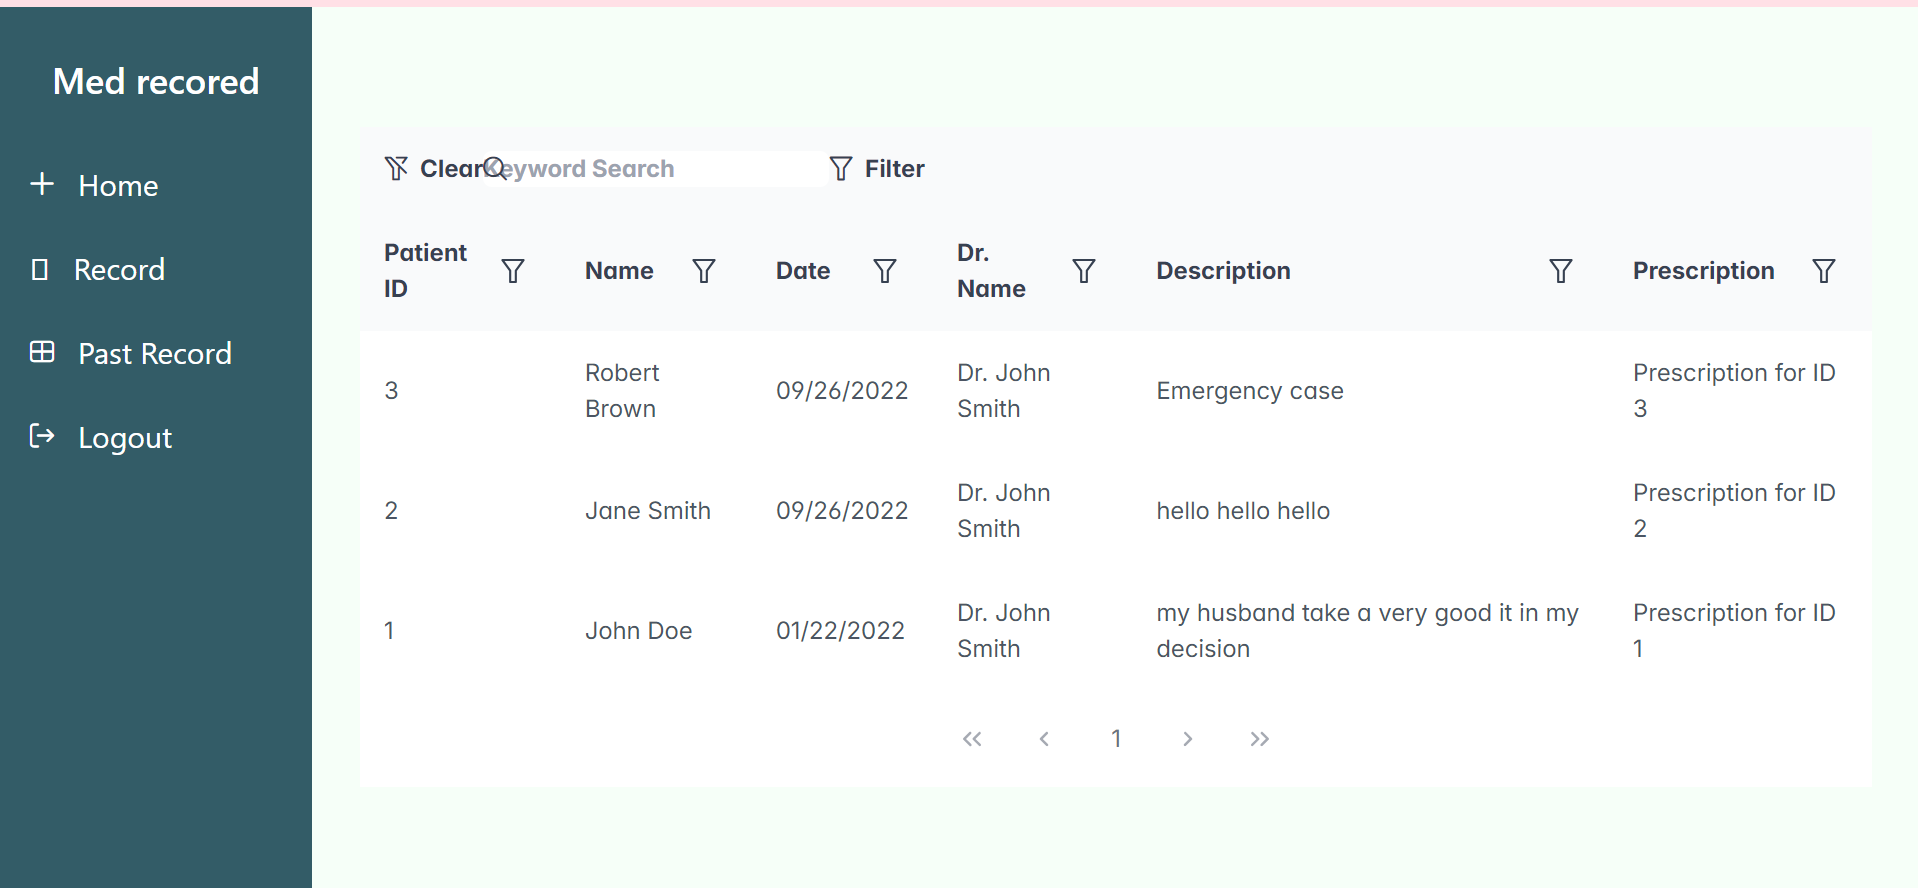 Med recored
Home
Record
Past Record
Logout
Clear Keyword Search Filter
Patient ID Name Date Dr. Name Description Prescription
3 Robert Brown 09/26/2022 Dr. John Smith Emergency case Prescription for ID 3
2 Jane Smith 09/26/2022 Dr. John Smith hello hello hello Prescription for ID 2
1 John Doe 01/22/2022 Dr. John Smith my husband take a very good it in my decision Prescription for ID 1
1